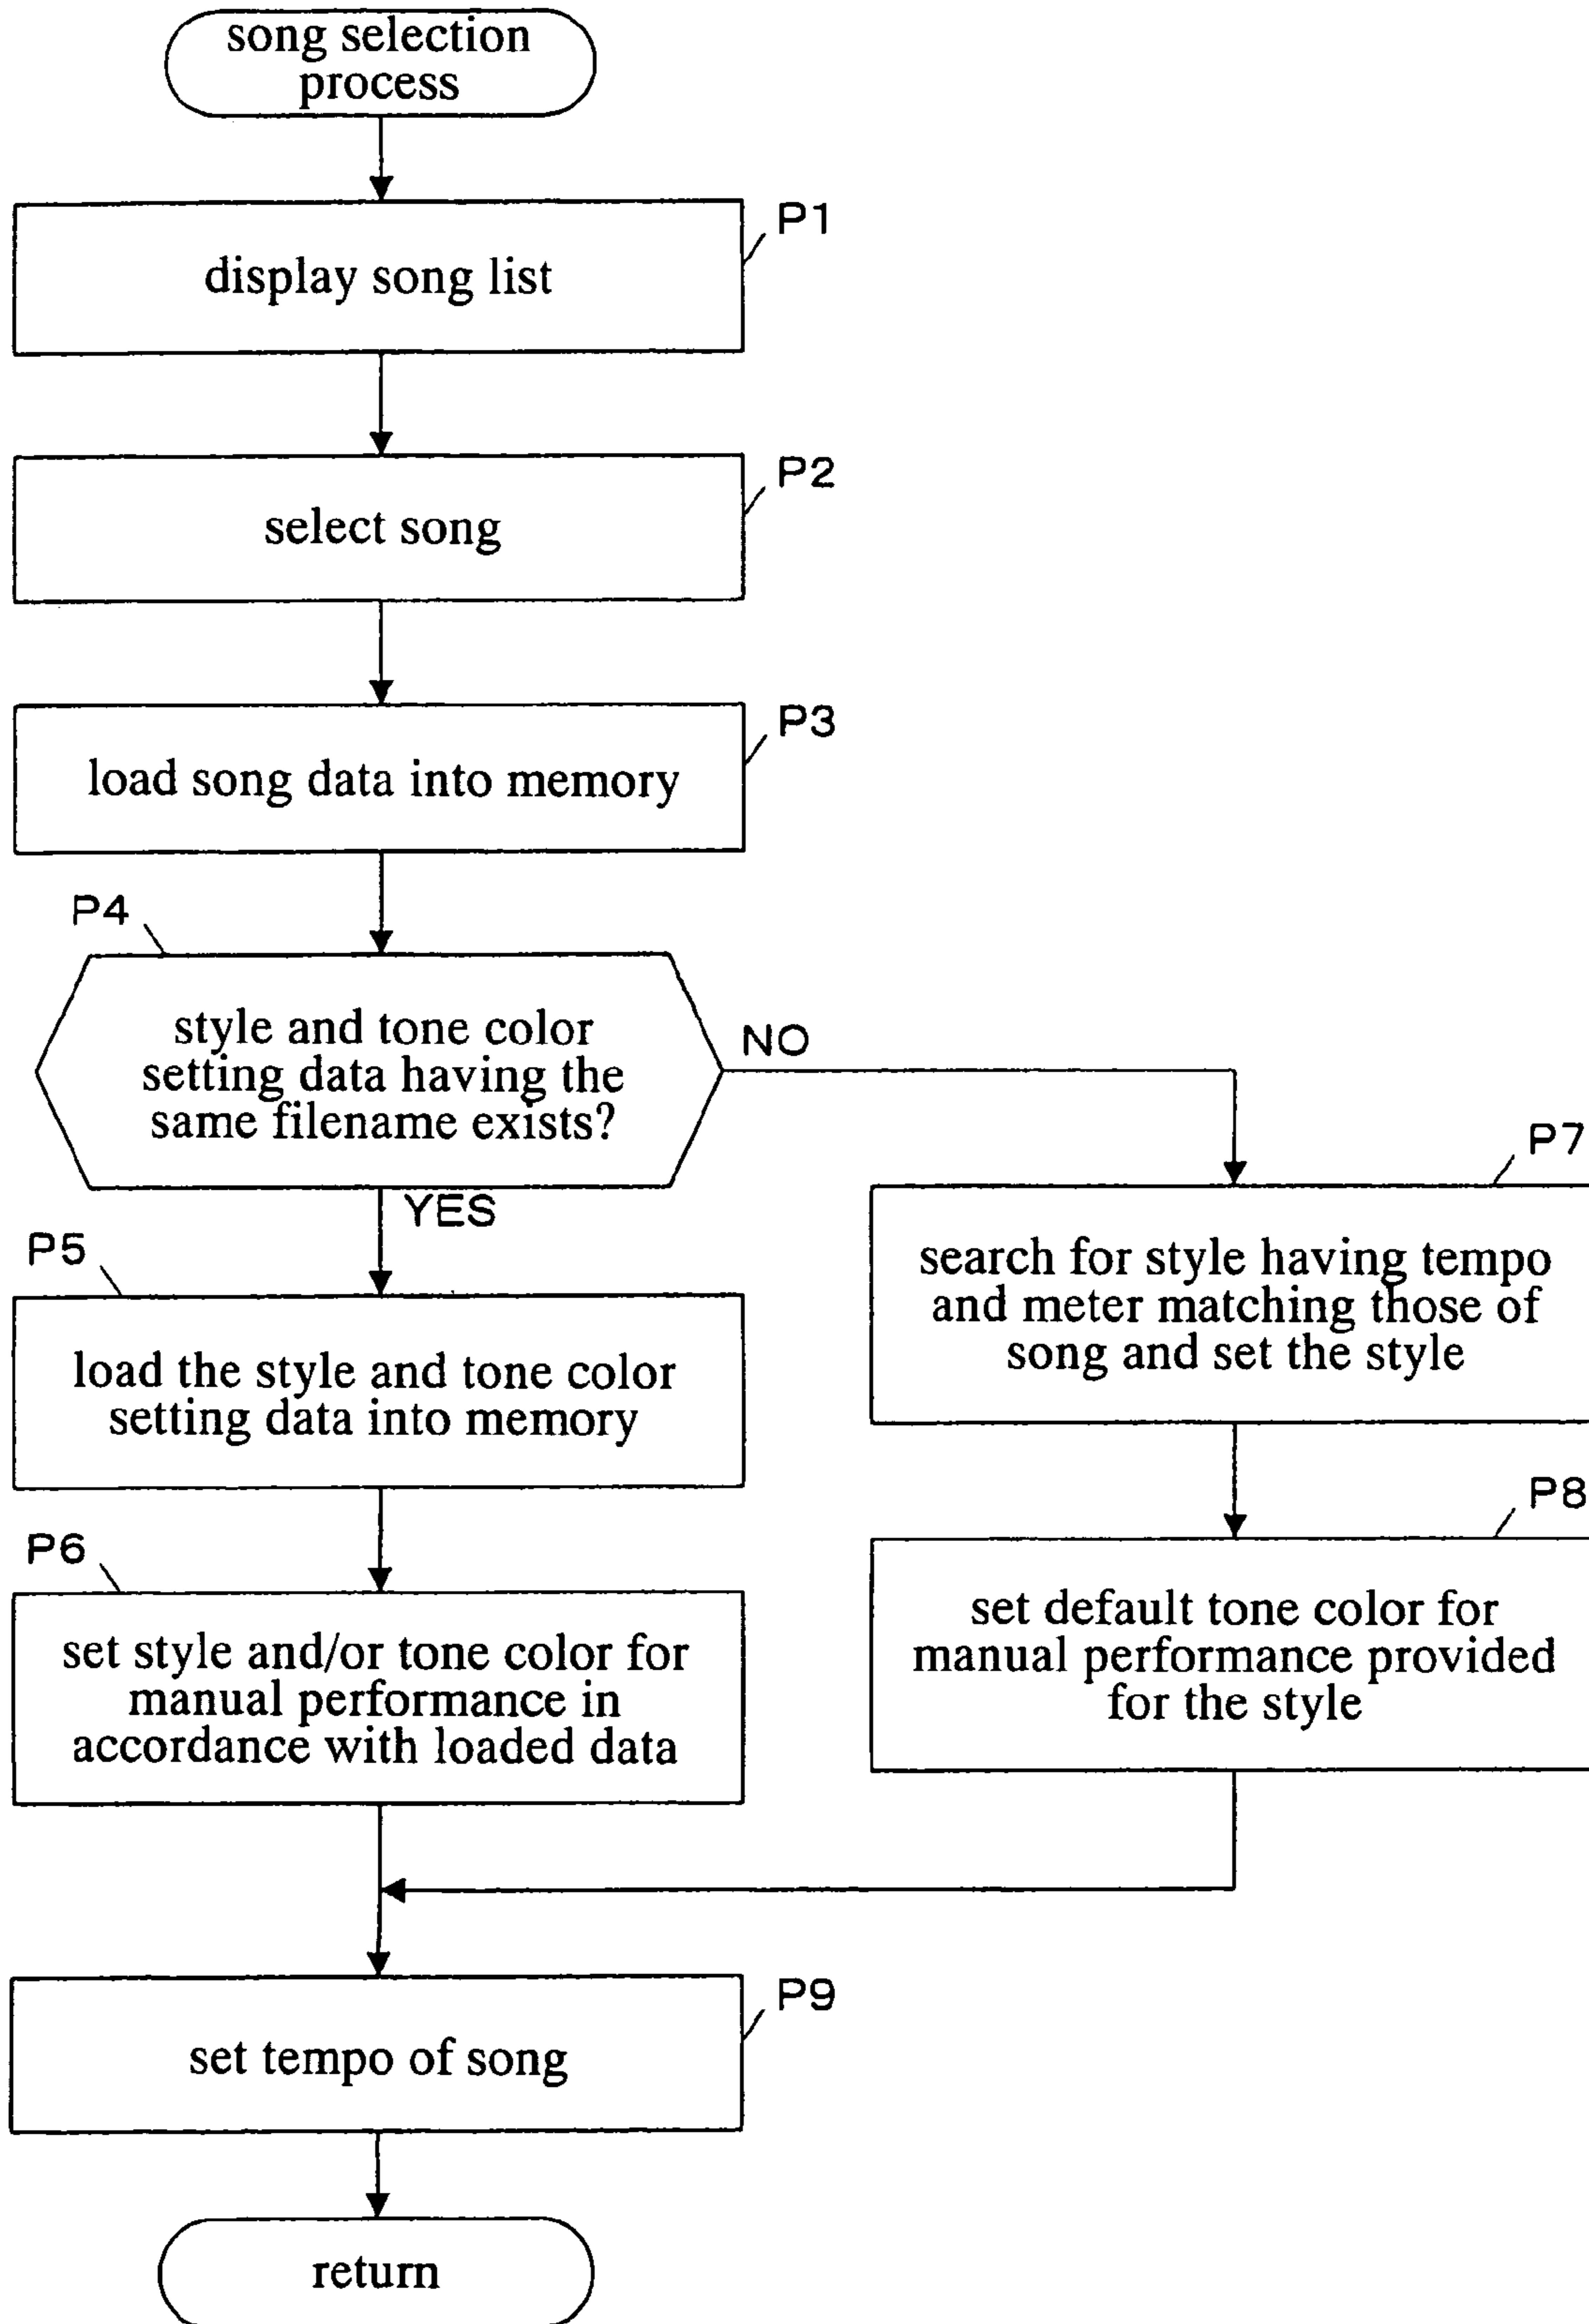 song selection
process
P1
display song list
P2
select song
P3
load song data into memory
P4
style and tone color
setting data having the
same filename exists?
NO
YES
P5
load the style and tone color
setting data into memory
P6
set style and/or tone color for
manual performance in
accordance with loaded data
P7
search for style having tempo
and meter matching those of
song and set the style
P8
set default tone color for
manual performance provided
for the style
P9
set tempo of song
return